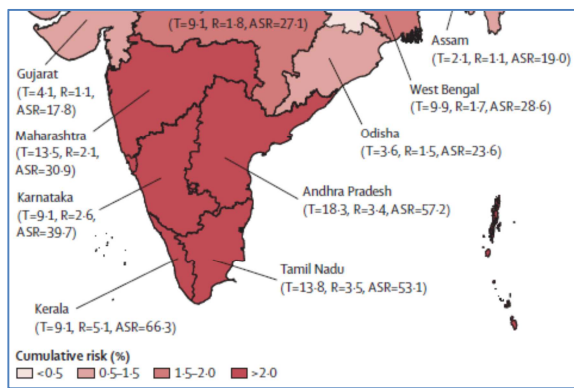 (T=9·1, R=1·8, ASR=27·1)
Assam
(T=2·1, R=1·1,
ASR=19·0)
Gujarat
(T=4·1, R=1·1,
ASR=17·8)
West Bengal
(T=9·9, R=1·7, ASR=28·6)
Maharashtra
(T=13·5, R=2·1,
ASR=30·9)
Odisha
(T=3·6, R=1·5, ASR=23·6)
Karnataka
(T=9·1, R=2·6,
ASR=39·7)
Andhra Pradesh
(T=18·3, R=3·4, ASR=57·2)
Tamil Nadu
(T=13·8, R=3·5, ASR=53·1)
Kerala
(T=9·1, R=5·1, ASR=66·3)
Cumulative risk (%)
<0·5 0·5–1·5 1·5–2·0 >2·0